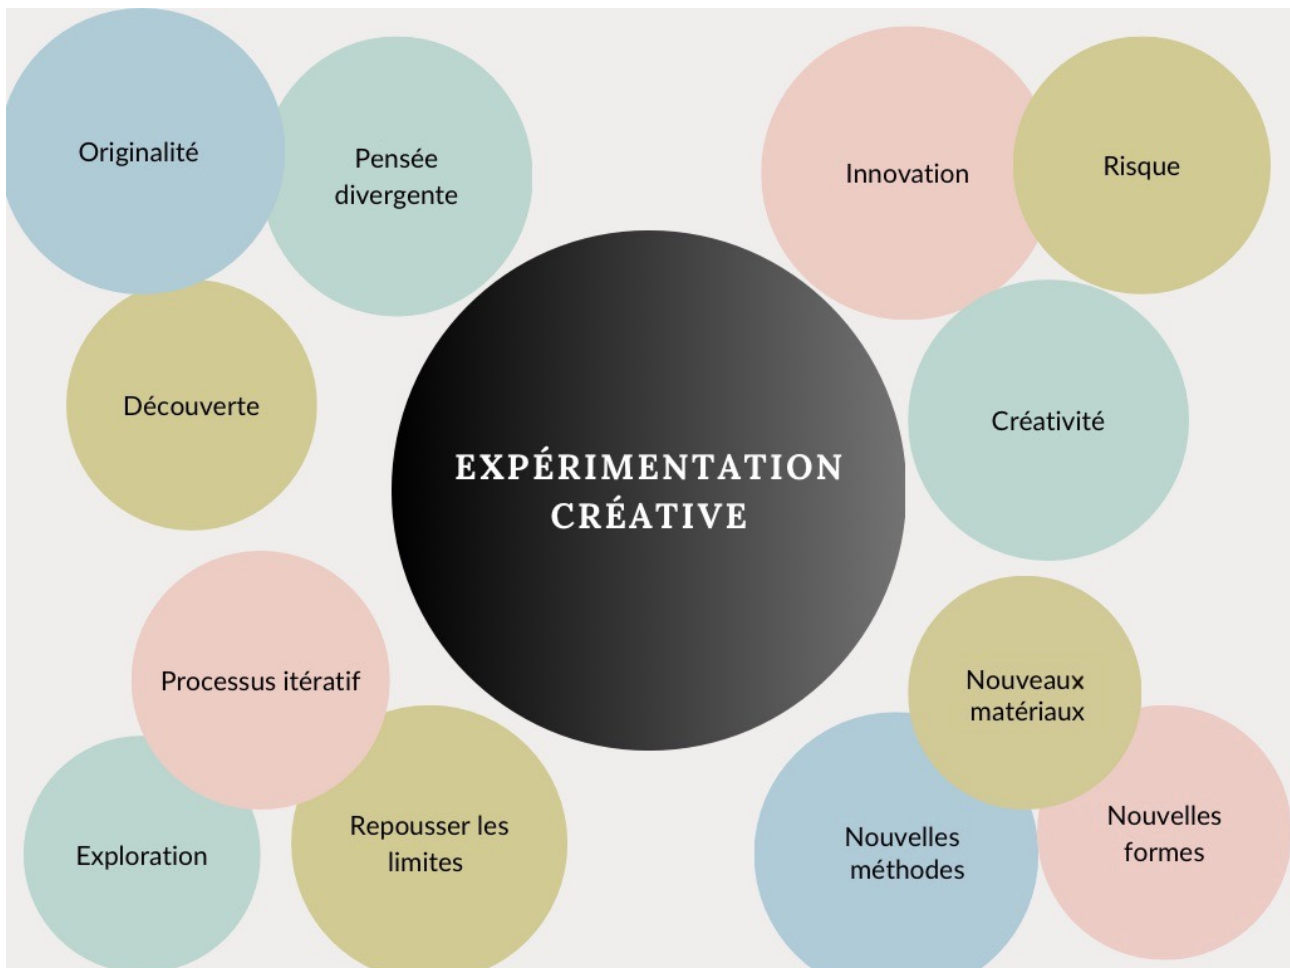 Originalité
Pensée
divergente
Innovation
Risque
Découverte
Créativité
EXPÉRIMENTATION
CRÉATIVE
Processus itératif
Nouveaux
matériaux
Exploration
Repousser les
limites
Nouvelles
méthodes
Nouvelles
formes